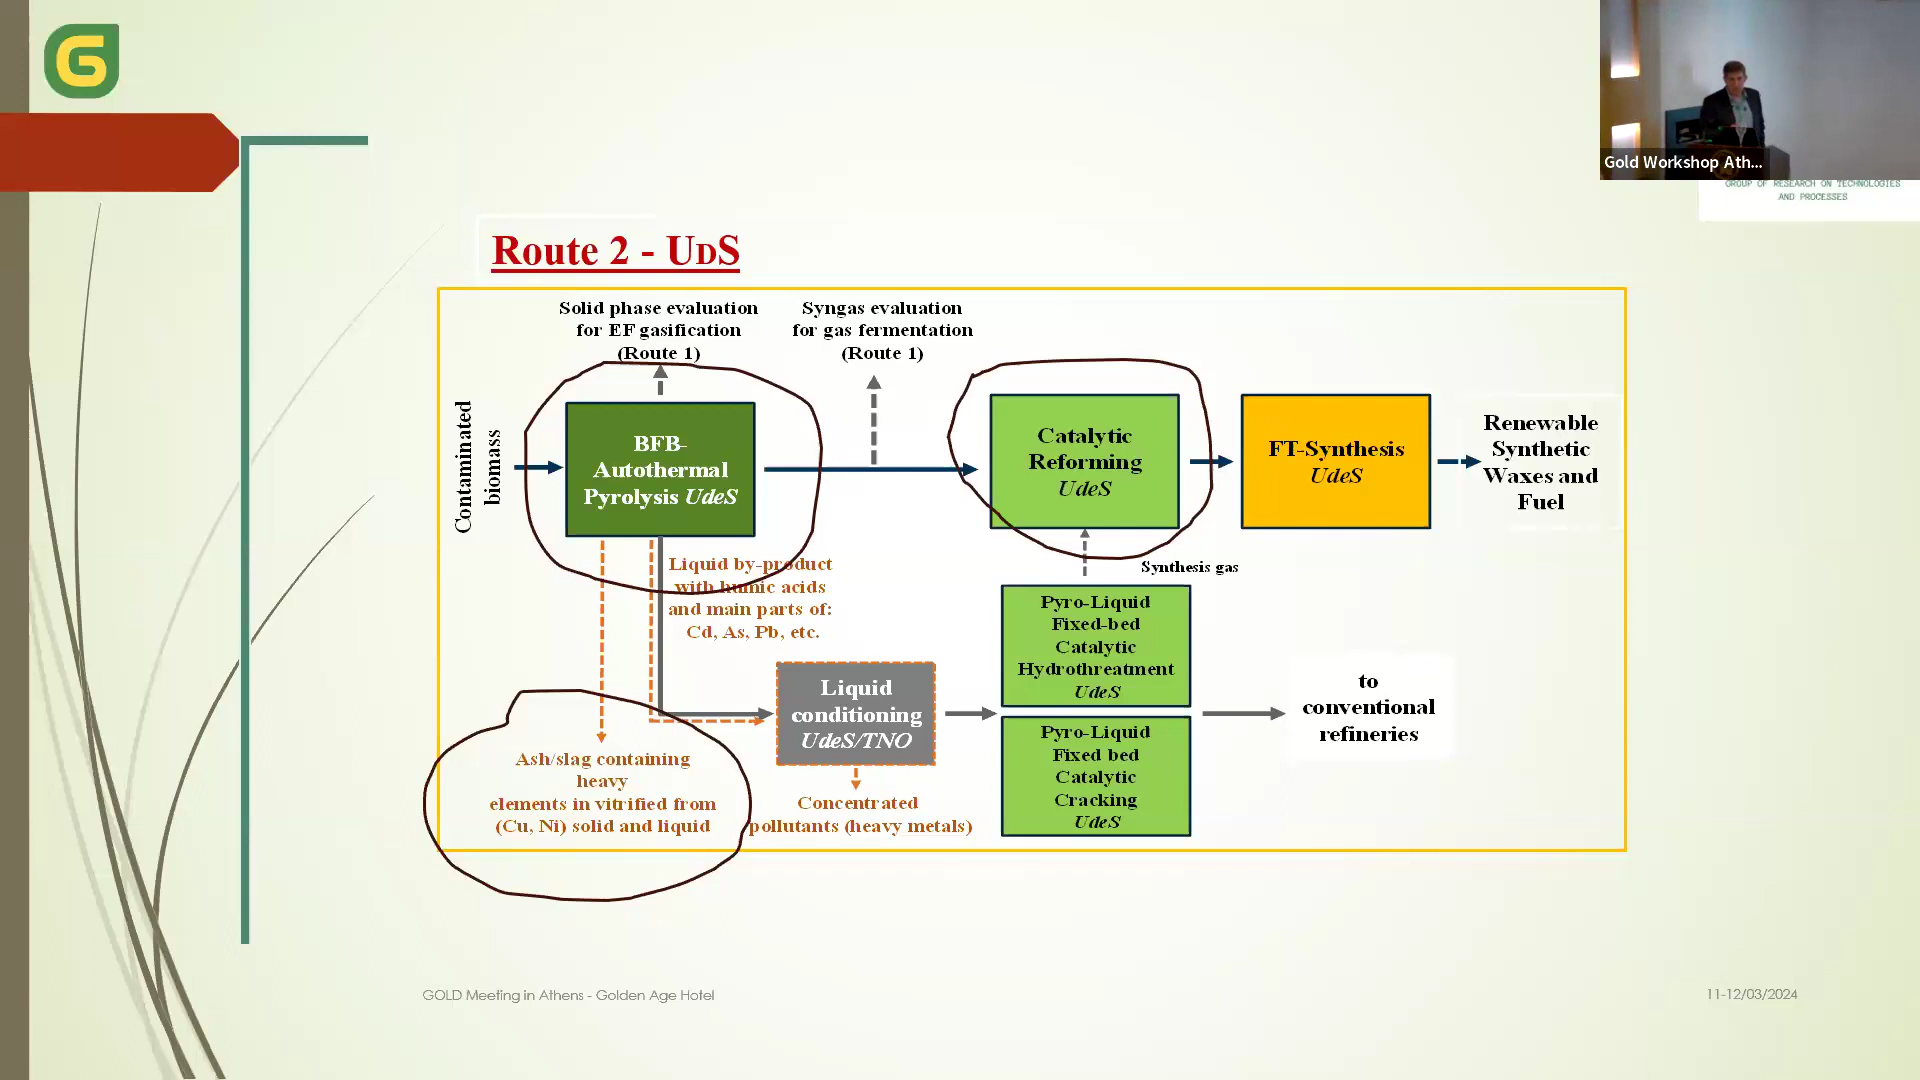 G
Gold Workshop Ath...
GROUP OF RESEARCH ON TECHNOLOGIES
AND PROCESSES
Route 2 - UDS
Solid phase evaluation
for EF gasification
(Route 1)
Syngas evaluation
for gas fermentation
(Route 1)
Contaminated
biomass
BFB-
Autothermal
Pyrolysis UdeS
Catalytic
Reforming
UdeS
FT-Synthesis
UdeS
Renewable
Synthetic
Waxes and
Fuel
Liquid by-product
with humic acids
and main parts of:
Cd, As, Pb, etc.
Synthesis gas
Pyro-Liquid
Fixed-bed
Catalytic
Hydrothreatment
UdeS
Liquid
conditioning
UdeS/TNO
to
conventional
refineries
Pyro-Liquid
Fixed bed
Catalytic
Cracking
UdeS
Ash/slag containing
heavy
elements in vitrified from
(Cu, Ni) solid and liquid
Concentrated
pollutants (heavy metals)
GOLD Meeting in Athens - Golden Age Hotel
11-12/03/2024